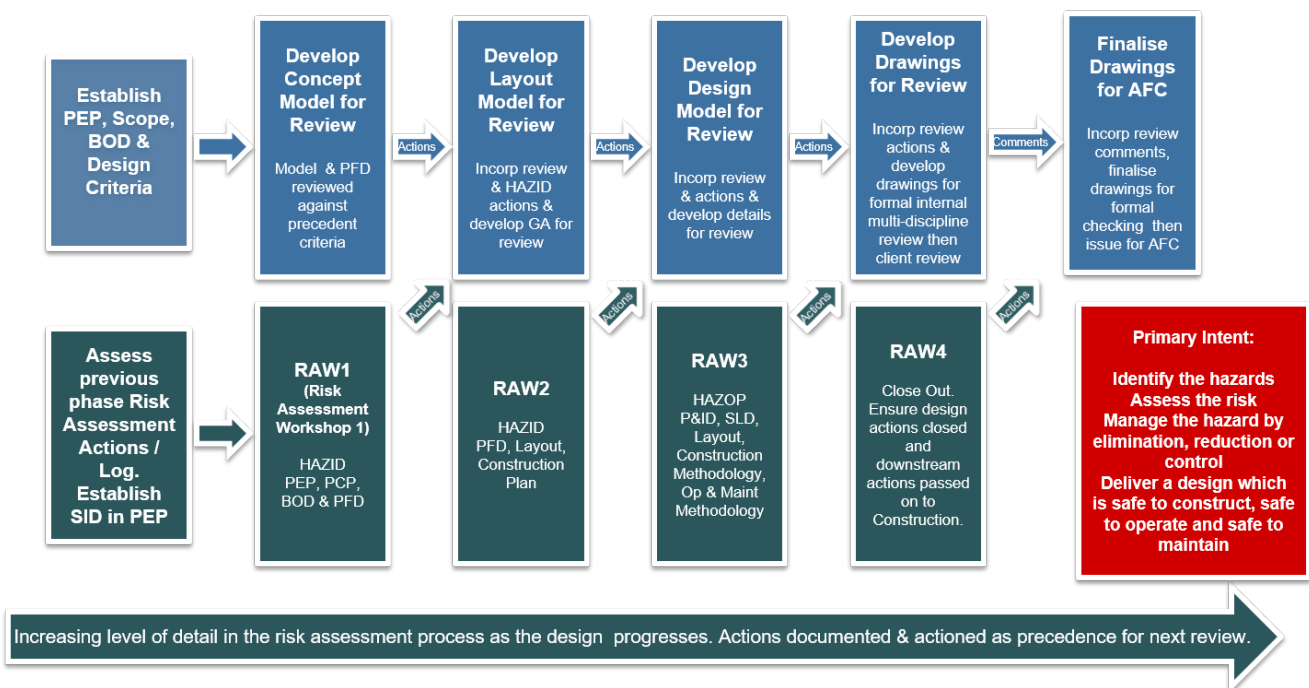 Establish
PEP, Scope,
BOD &
Design
Criteria
Develop
Concept
Model for
Review
Model & PFD
reviewed
against
precedent
criteria
Actions
Develop
Layout
Model for
Review
Incorp review
& HAZID
actions &
develop GA for
review
Actions
Develop
Design
Model for
Review
Incorp review
& actions &
develop details
for review
Actions
Develop
Drawings
for Review
Incorp review
actions &
develop
drawings for
formal internal
multi-discipline
review then
client review
Comments
Finalise
Drawings
for AFC
Incorp review
comments,
finalise
drawings for
formal
checking then
issue for AFC
Assess
previous
phase Risk
Assessment
Actions /
Log.
Establish
SID in PEP
RAW1
(Risk
Assessment
Workshop 1)
HAZID
PEP, PCP,
BOD & PFD
Actions
RAW2
HAZID
PFD, Layout,
Construction
Plan
Actions
RAW3
HAZOP
P&ID, SLD,
Layout,
Construction
Methodology,
Op & Maint
Methodology
Actions
RAW4
Close Out.
Ensure design
actions closed
and
downstream
actions passed
on to
Construction.
Actions
Primary Intent:
Identify the hazards
Assess the risk
Manage the hazard by
elimination, reduction or
control
Deliver a design which
is safe to construct, safe
to operate and safe to
maintain
Increasing level of detail in the risk assessment process as the design progresses. Actions documented & actioned as precedence for next review.